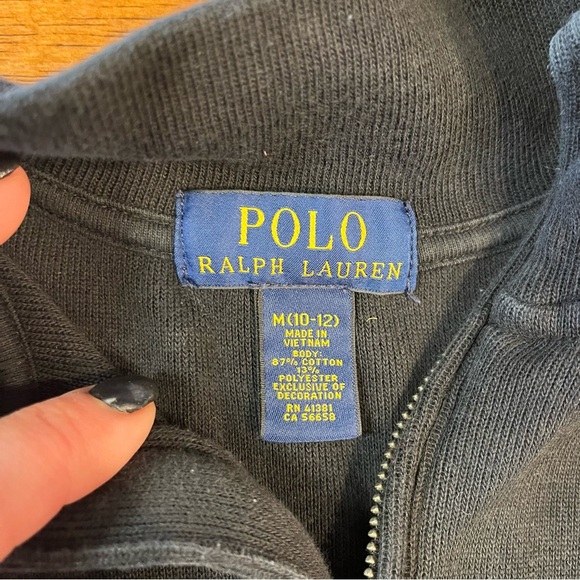 POLO
RALPH LAUREN
M(10-12)
MADE IN
VIETNAM
BODY:
87% COTTON
13%
POLYESTER
EXCLUSIVE OF
DECORATION
RN 41381
CA 56658